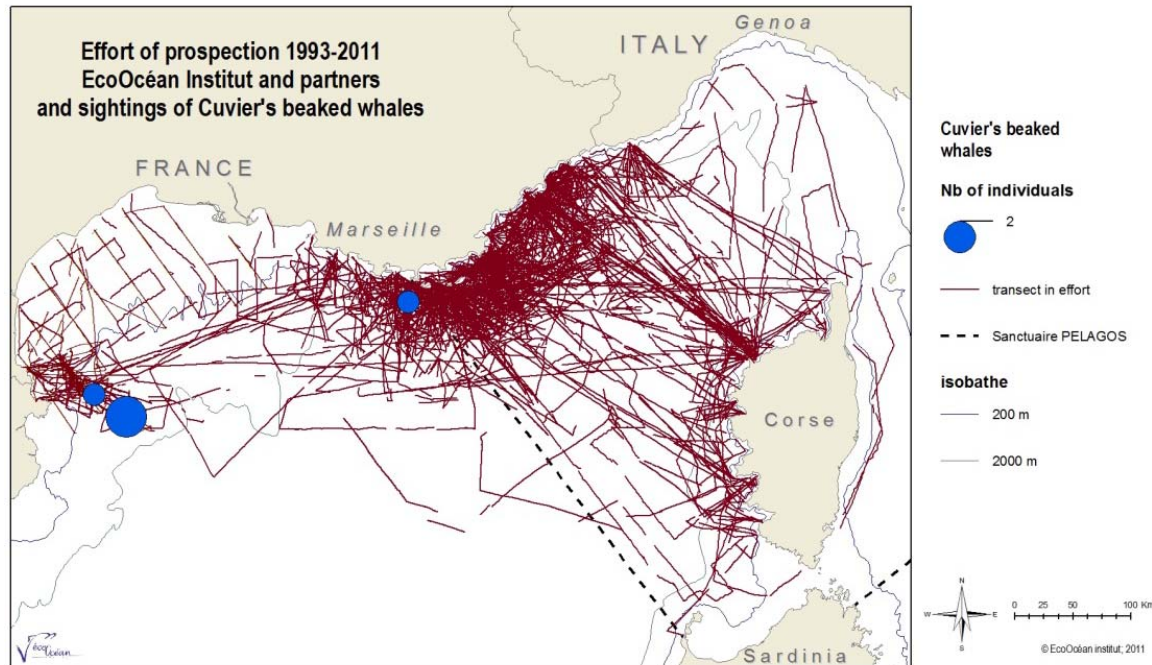 Effort of prospection 1993-2011
EcoOcéan Institut and partners
and sightings of Cuvier's beaked whales
Genoa
ITALY
FRANCE
Marseille
Corse
Sardinia
écoOcéan
Cuvier's beaked
whales
Nb of individuals
2
transect in effort
Sanctuaire PELAGOS
isobathe
200 m
2000 m
N
W
E
S
0 25 50 100 Km
© EcoOcéan institut; 2011